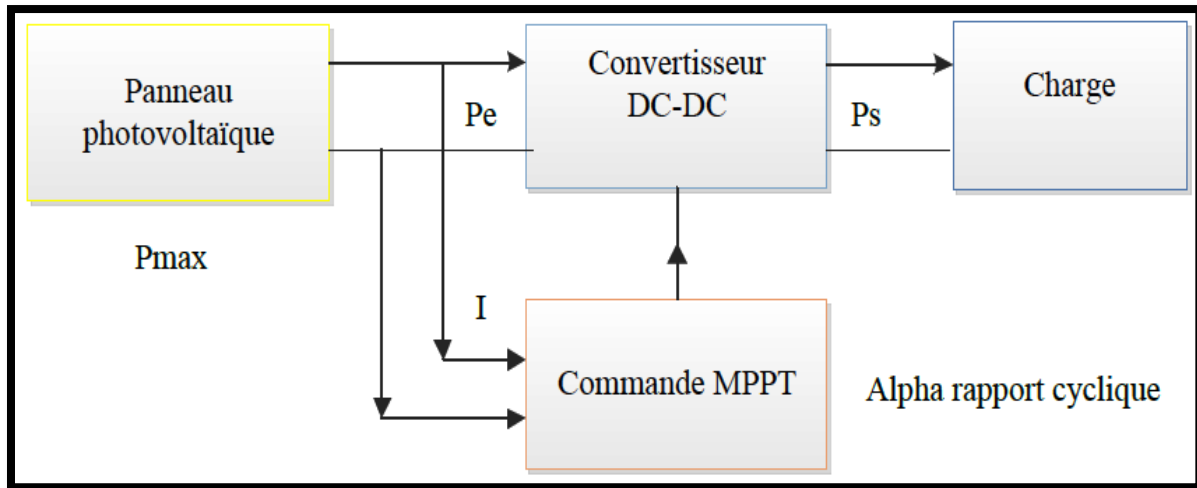 Panneau
photovoltaïque
Convertisseur
DC-DC
Charge
Pe
Ps
Pmax
I
Commande MPPT
Alpha rapport cyclique